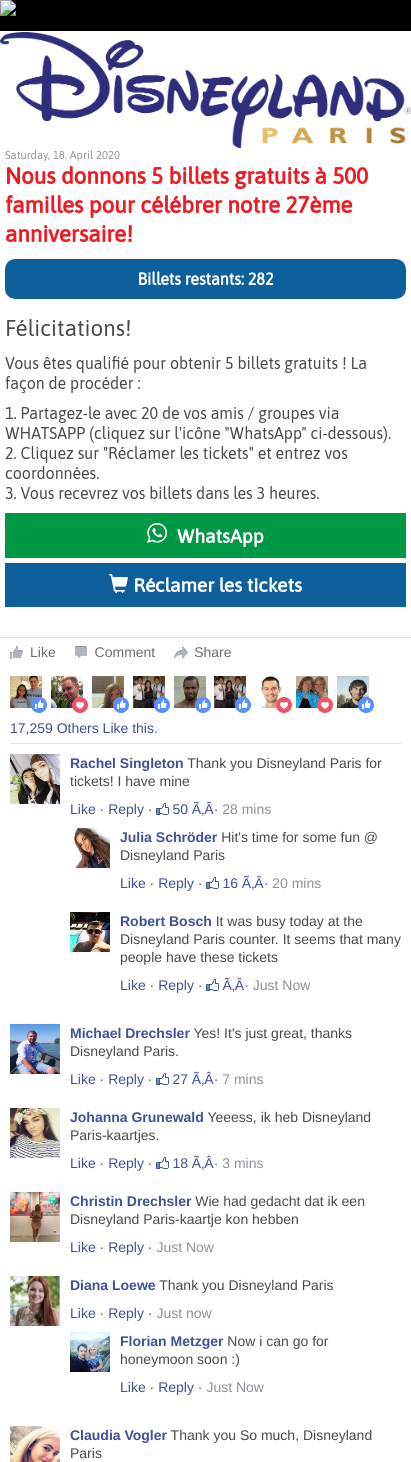 Disneyland®
PARIS
Saturday, 18. April 2020
Nous donnons 5 billets gratuits à 500
familles pour célébrer notre 27ème
anniversaire!
Billets restants: 282
Félicitations!
Vous êtes qualifié pour obtenir 5 billets gratuits ! La
façon de procéder :
1. Partagez-le avec 20 de vos amis / groupes via
WHATSAPP (cliquez sur l'icône "WhatsApp" ci-dessous).
2. Cliquez sur "Réclamer les tickets" et entrez vos
coordonnées.
3. Vous recevrez vos billets dans les 3 heures.
WhatsApp
Réclamer les tickets
Like Comment Share
17,259 Others Like this.
Rachel Singleton Thank you Disneyland Paris for
tickets! I have mine
Like · Reply · 50 Ã‚Â· 28 mins
Julia Schröder Hit's time for some fun @
Disneyland Paris
Like · Reply · 16 Ã‚Â· 20 mins
Robert Bosch It was busy today at the
Disneyland Paris counter. It seems that many
people have these tickets
Like · Reply · Ã‚Â· Just Now
Michael Drechsler Yes! It's just great, thanks
Disneyland Paris.
Like · Reply · 27 Ã‚Â· 7 mins
Johanna Grunewald Yeeess, ik heb Disneyland
Paris-kaartjes.
Like · Reply · 18 Ã‚Â· 3 mins
Christin Drechsler Wie had gedacht dat ik een
Disneyland Paris-kaartje kon hebben
Like · Reply · Just Now
Diana Loewe Thank you Disneyland Paris
Like · Reply · Just now
Florian Metzger Now i can go for
honeymoon soon :)
Like · Reply · Just Now
Claudia Vogler Thank you So much, Disneyland
Paris